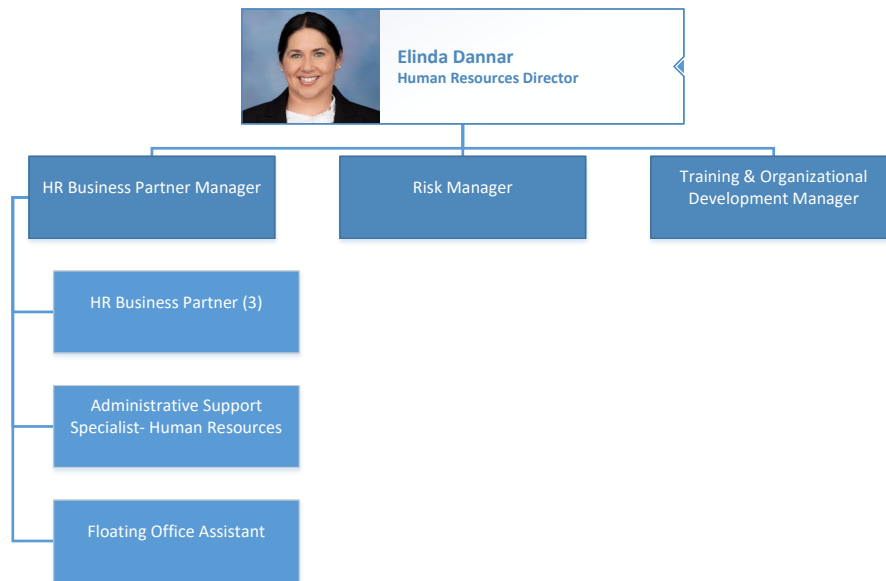 Elinda Dannar
Human Resources Director
HR Business Partner Manager
Risk Manager
Training & Organizational
Development Manager
HR Business Partner (3)
Administrative Support
Specialist- Human Resources
Floating Office Assistant